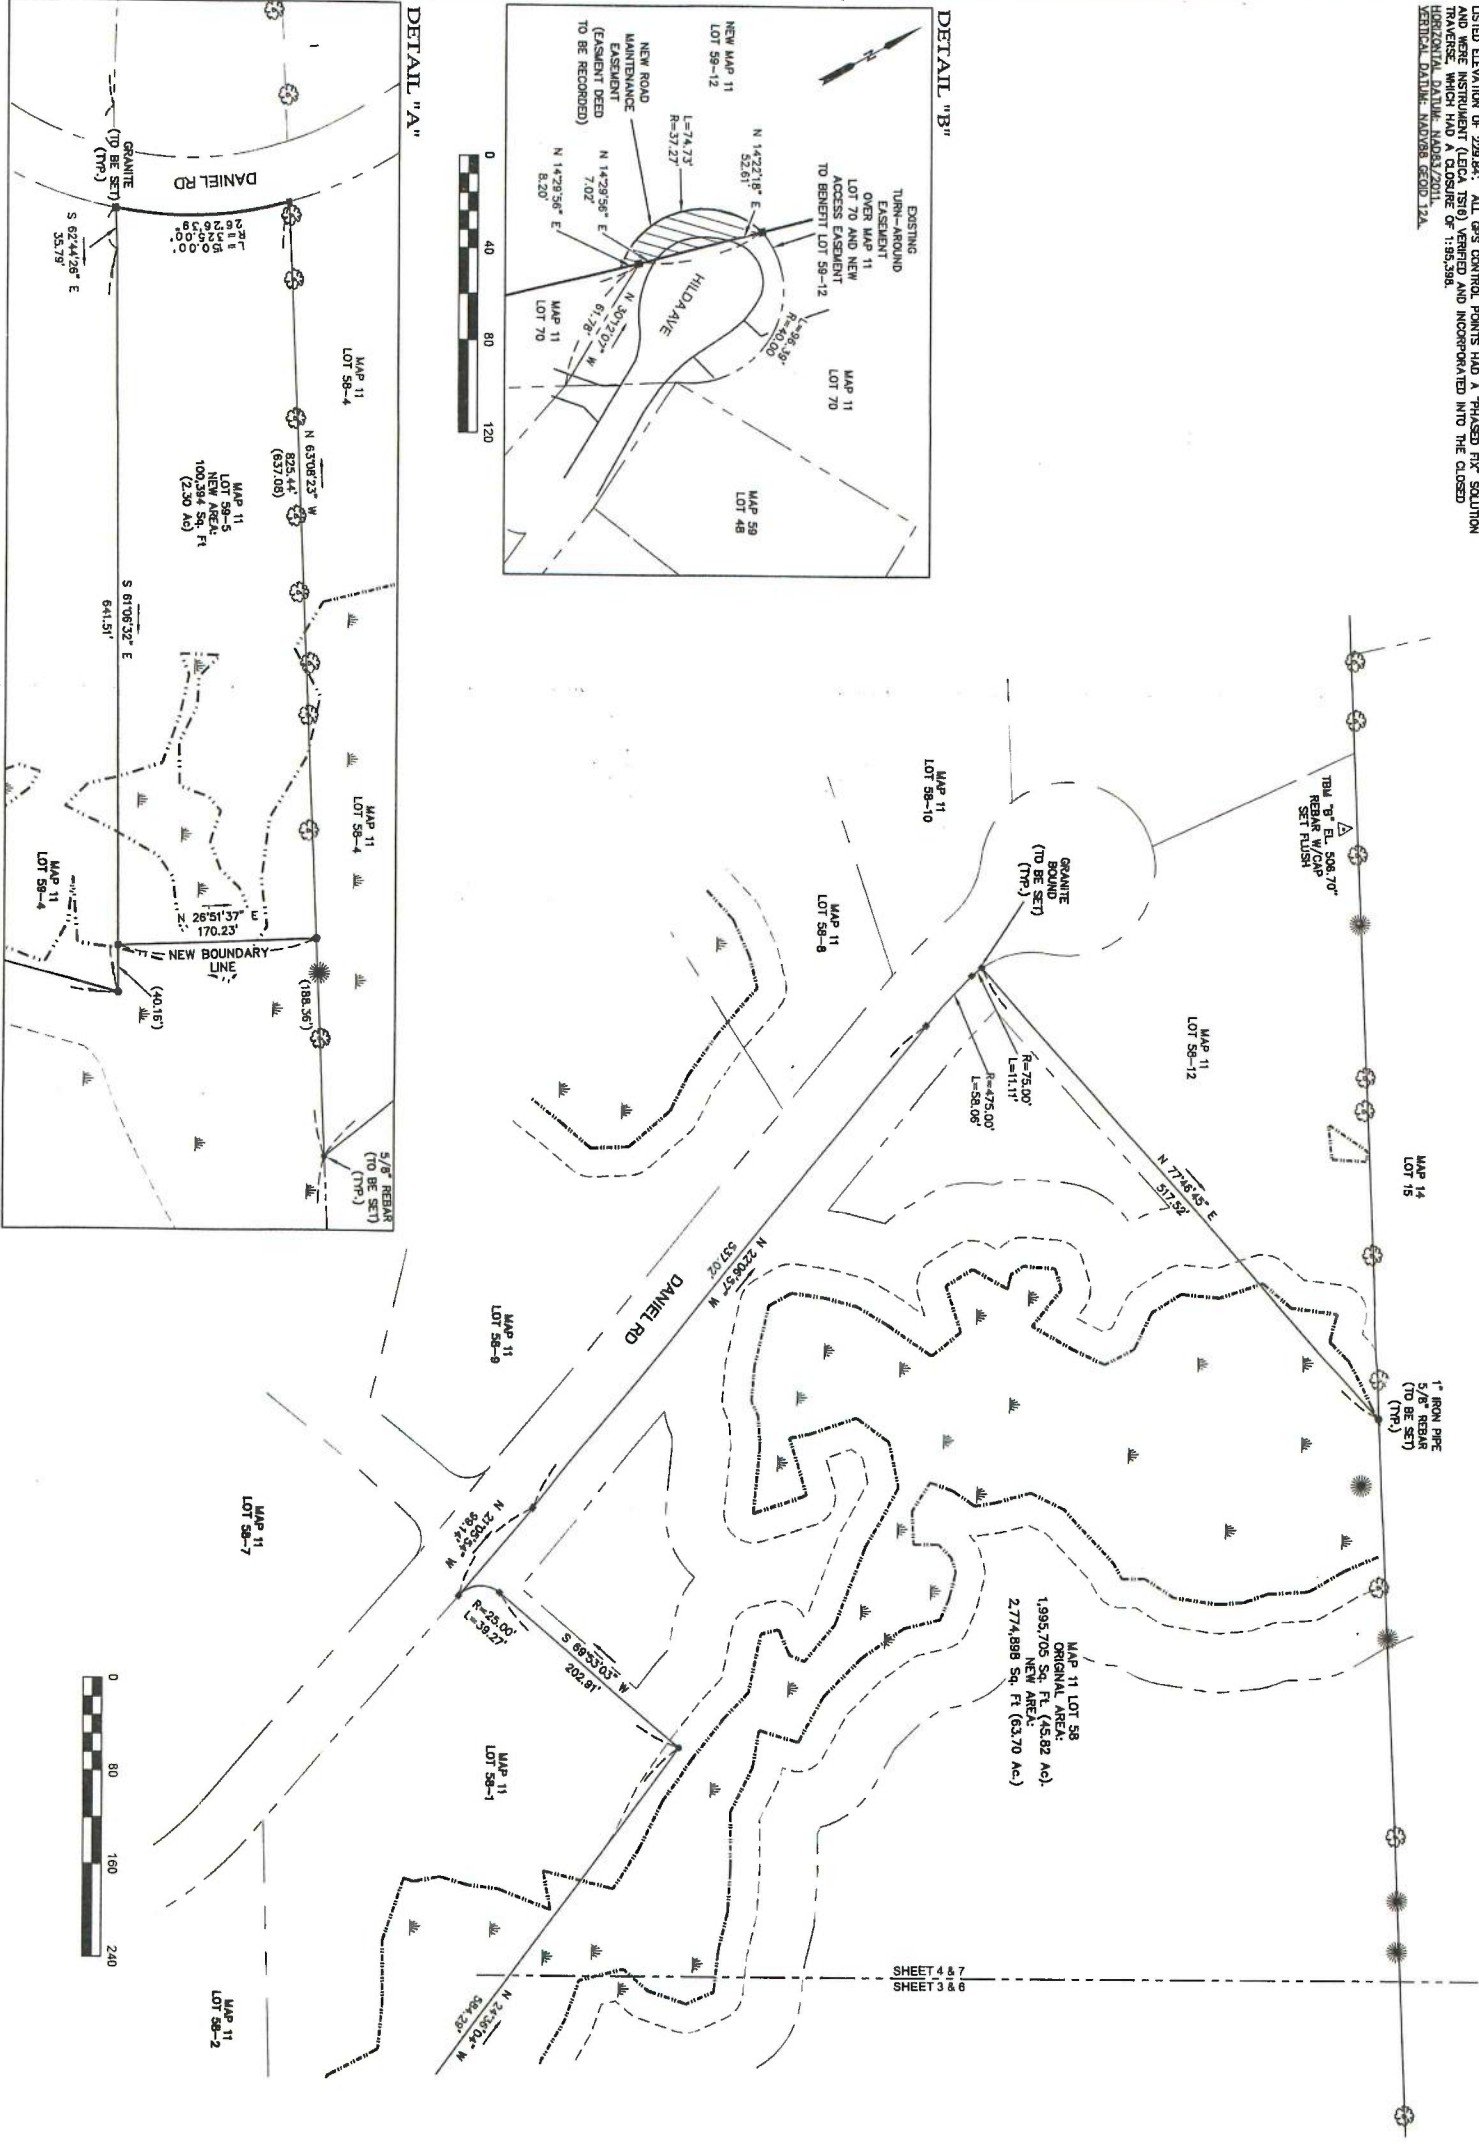 LISTED ELEVATION OF 229.84'. ALL GPS CONTROL POINTS HAD A "PHASED FIX" SOLUTION
AND WERE INSTRUMENT (LEICA TS16) VERIFIED AND INCORPORATED INTO THE CLOSED
TRAVERSE, WHICH HAD A CLOSURE OF 1:195,398.
HORIZONTAL DATUM: NAD83/2011.
VERTICAL DATUM: NADV88 GEOID 12A.
DETAIL "B"
N
NEW MAP 11
LOT 59-12
NEW ROAD
MAINTENANCE
EASEMENT
(EASMENT DEED
TO BE RECORDED)
EXISTING
TURN-AROUND
EASEMENT
OVER MAP 11
LOT 70 AND NEW
ACCESS EASEMENT
TO BENEFIT LOT 59-12
N 14°22'18" E
52.61'
L=74.73'
R=37.27'
N 14°29'56" E
7.02'
N 14°29'56" E
8.20'
L=96.39'
R=40.00'
HILDA AVE
N 30°12'07" W
61.76'
MAP 11
LOT 70
MAP 11
LOT 70
MAP 59
LOT 48
0
40
80
120
DETAIL "A"
MAP 11
LOT 58-4
DANIEL RD
GRANITE
(TO BE SET)
(TYP.)
S 62°44'26" E
35.79'
N 63°08'23" W
825.44'
(637.08)
MAP 11
LOT 59-5
NEW AREA:
100,394 Sq. Ft
(2.30 Ac)
S 61°06'32" E
641.51'
MAP 11
LOT 58-4
MAP 11
LOT 59-4
N 26°51'37" E
170.23'
NEW BOUNDARY
LINE
(188.36')
(40.16')
5/8" REBAR
(TO BE SET)
(TYP.)
TBM "B" EL. 506.70'
REBAR W/CAP
SET FLUSH
MAP 11
LOT 58-10
GRANITE
BOUND
(TO BE SET)
(TYP.)
MAP 11
LOT 58-8
MAP 11
LOT 58-12
R=75.00'
L=11.11'
R=475.00'
L=58.06'
N 77°46'45" E
517.52'
MAP 14
LOT 15
1" IRON PIPE
5/8" REBAR
(TO BE SET)
(TYP.)
N 22°06'57" W
537.02'
DANIEL RD
MAP 11
LOT 58-9
MAP 11
LOT 58-7
N 21°05'54" W
99.14'
R=25.00'
L=39.27'
S 69°53'03" W
202.91'
MAP 11 LOT 58
ORIGINAL AREA:
1,995,705 Sq. Ft. (45.82 Ac).
NEW AREA:
2,774,898 Sq. Ft (63.70 Ac.)
MAP 11
LOT 58-1
MAP 11
LOT 58-2
N 24°36'04" W
584.29'
SHEET 4 & 7
SHEET 3 & 6
0
80
160
240